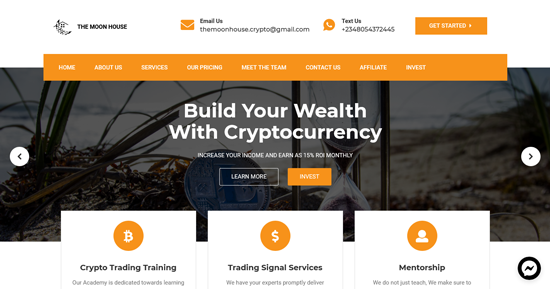 THE MOON HOUSE
Email Us
themoonhouse.crypto@gmail.com
Text Us
+2348054372445
GET STARTED
HOME
ABOUT US
SERVICES
OUR PRICING
MEET THE TEAM
CONTACT US
AFFILIATE
INVEST
Build Your Wealth
With Cryptocurrency
INCREASE YOUR INCOME AND EARN AS 15% ROI MONTHLY
LEARN MORE
INVEST
Crypto Trading Training
Our Academy is dedicated towards learning
Trading Signal Services
We have your experts promptly deliver
Mentorship
We do not just teach, We make sure to